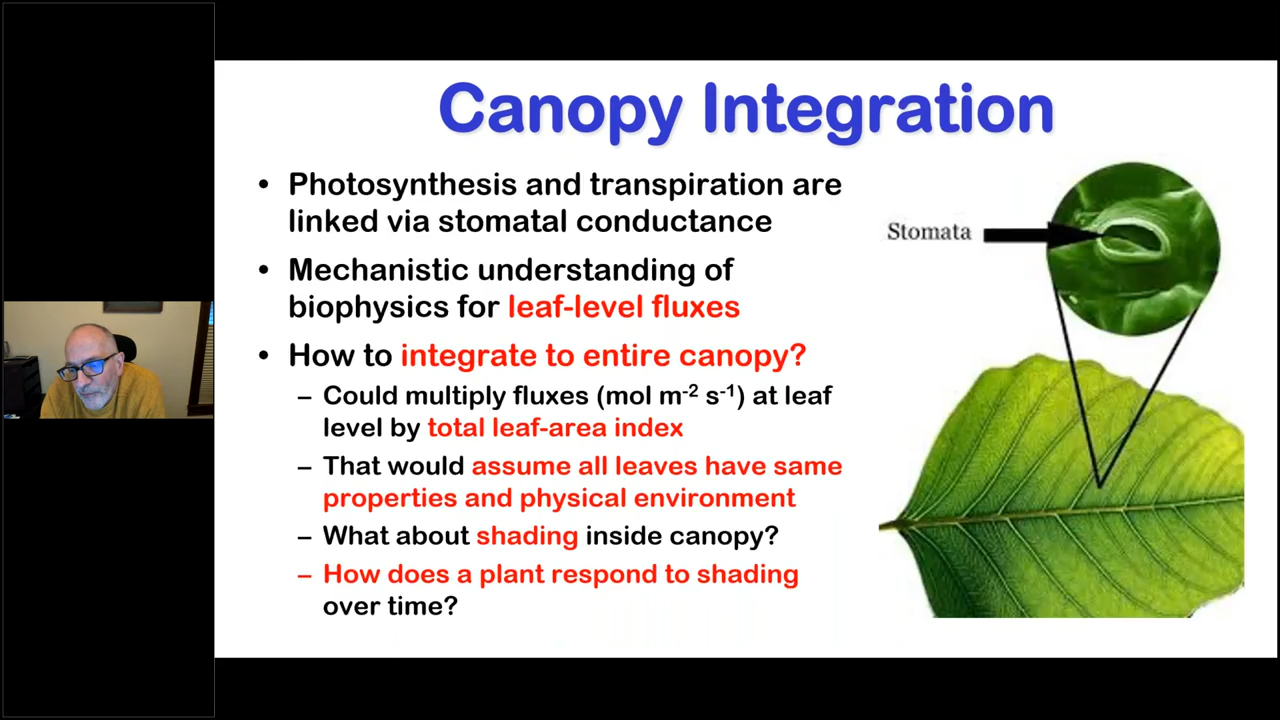 Canopy Integration
• Photosynthesis and transpiration are
linked via stomatal conductance
• Mechanistic understanding of
biophysics for leaf-level fluxes
• How to integrate to entire canopy?
– Could multiply fluxes (mol m⁻² s⁻¹) at leaf
level by total leaf-area index
– That would assume all leaves have same
properties and physical environment
– What about shading inside canopy?
– How does a plant respond to shading
over time?
Stomata